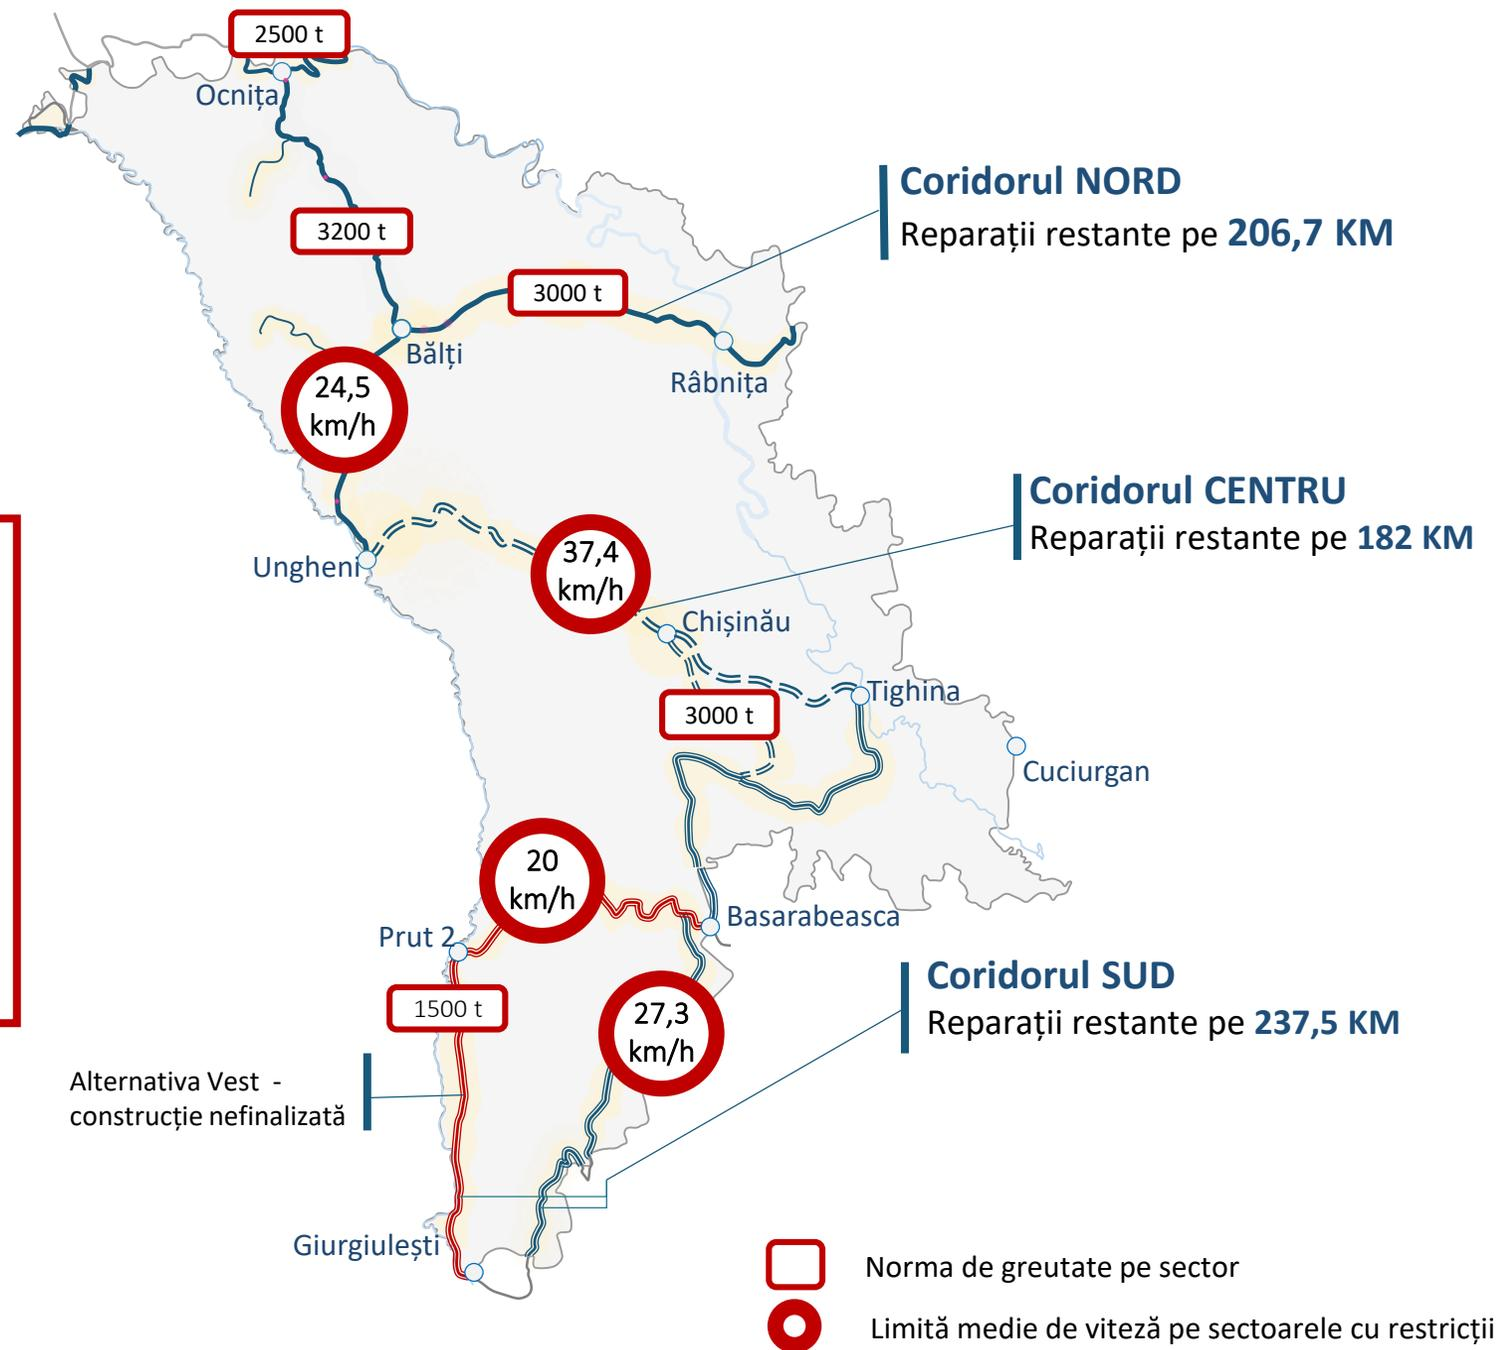 2500 t
Ocnița
Coridorul NORD
Reparații restante pe 206,7 KM
3200 t
3000 t
Bălți
Râbnița
24,5
km/h
Coridorul CENTRU
Reparații restante pe 182 KM
Ungheni
37,4
km/h
Chișinău
Tighina
3000 t
Cuciurgan
20
km/h
Basarabeasca
Prut 2
Coridorul SUD
Reparații restante pe 237,5 KM
1500 t
27,3
km/h
Alternativa Vest -
construcție nefinalizată
Giurgiulești
Norma de greutate pe sector
Limită medie de viteză pe sectoarele cu restricții